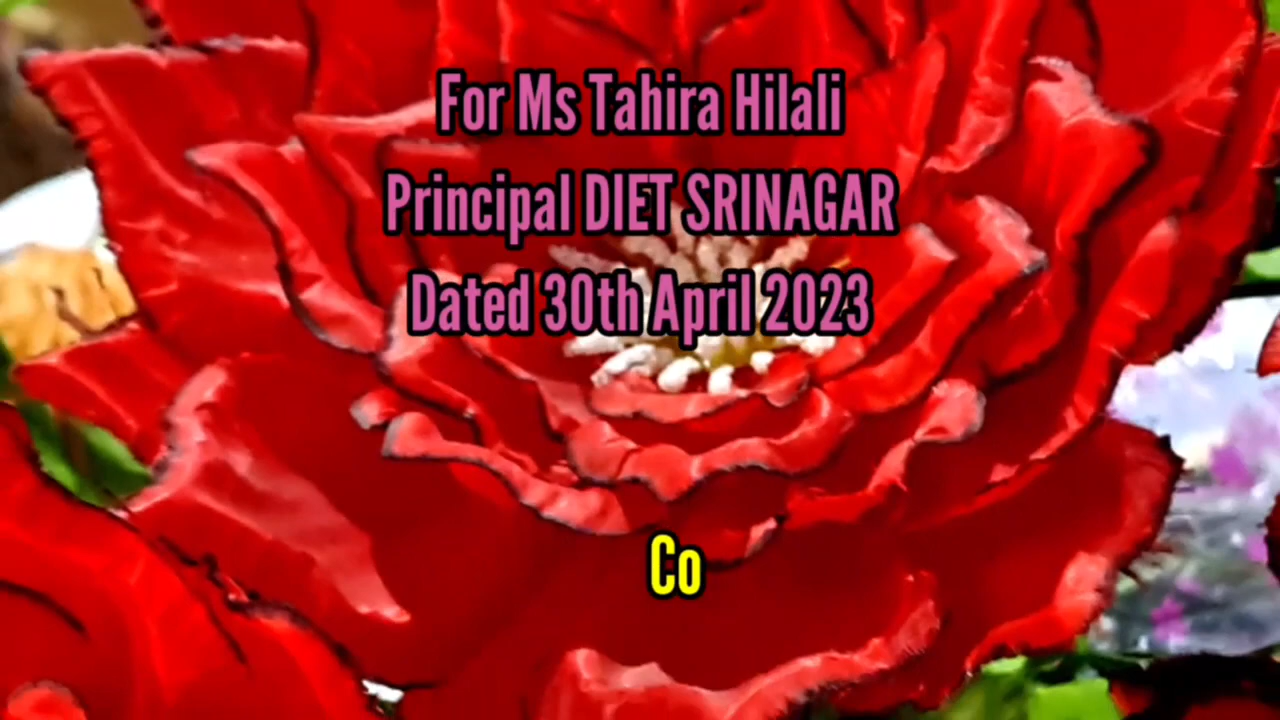 For Ms Tahira Hilali
Principal DIET SRINAGAR
Dated 30th April 2023
Co